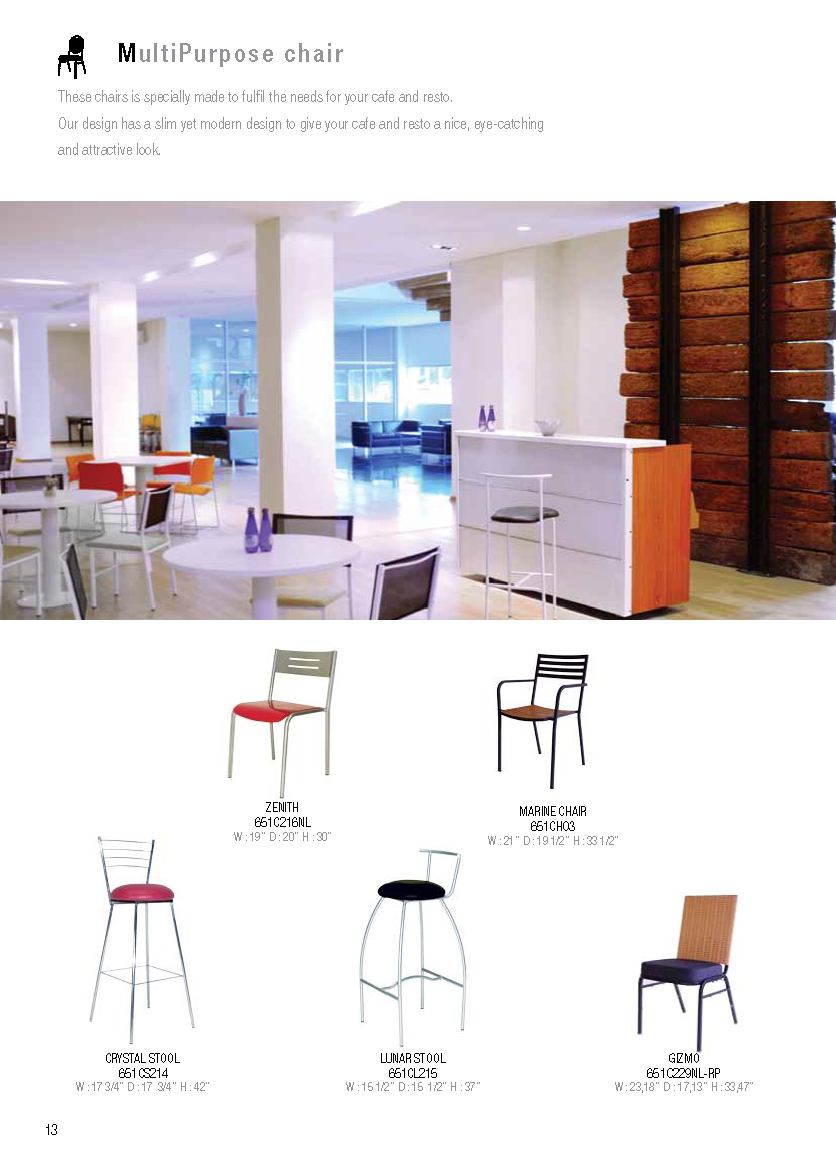 MultiPurpose chair
These chairs is specially made to fulfil the needs for your cafe and resto.
Our design has a slim yet modern design to give your cafe and resto a nice, eye-catching
and attractive look.
ZENITH
651C216NL
W : 19" D : 20" H : 30"
MARINE CHAIR
651CH03
W : 21" D : 19 1/2" H : 33 1/2"
CRYSTAL STOOL
651CS214
W : 17 3/4" D : 17 3/4" H : 42"
LUNAR STOOL
651CL215
W : 15 1/2" D : 15 1/2" H : 37"
GIZMO
651C229NL-RP
W : 23,18" D : 17,13" H : 33,47"
13